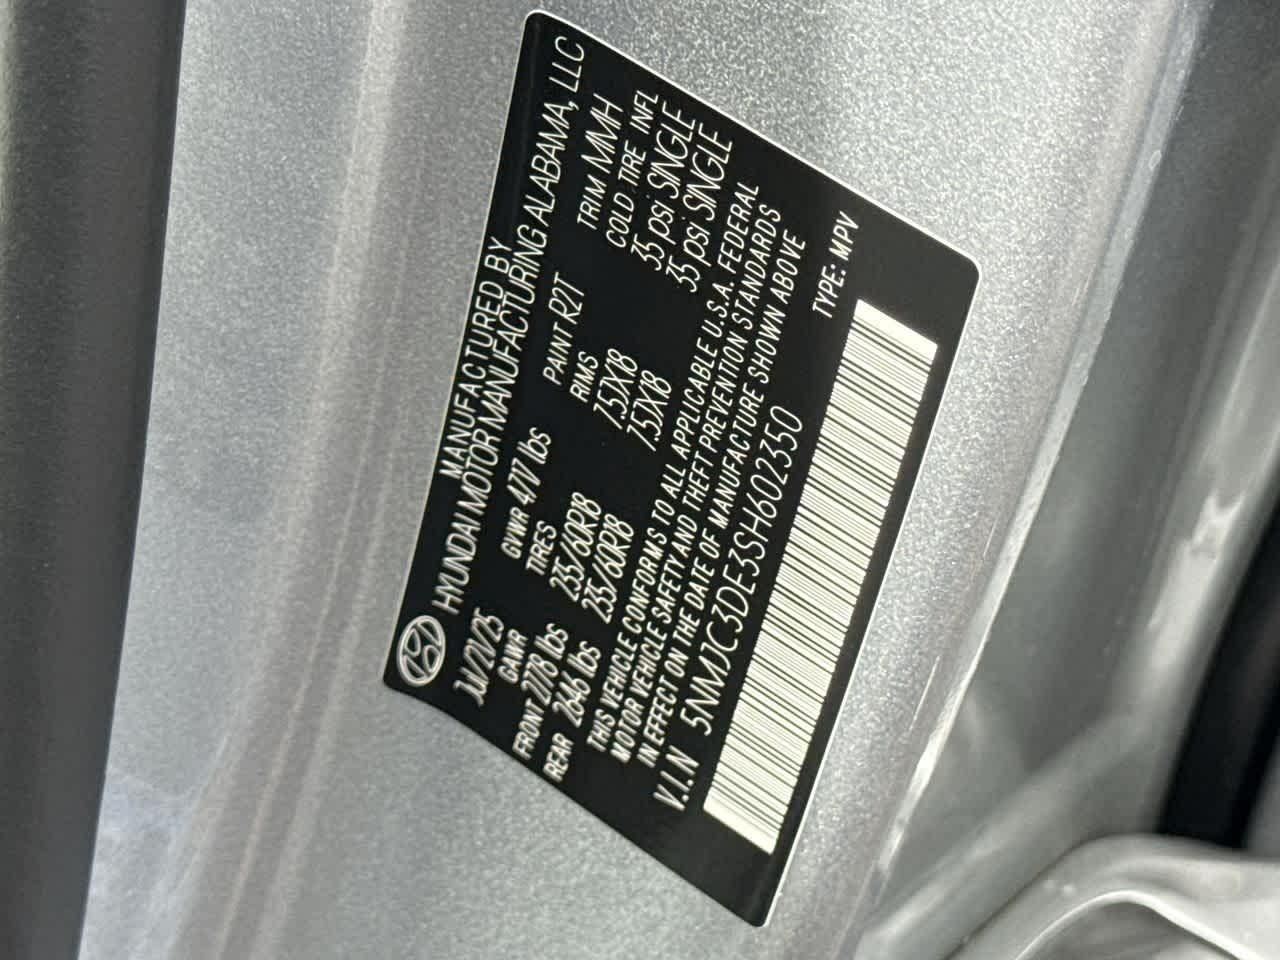 MANUFACTURED BY
HYUNDAI MOTOR MANUFACTURING ALABAMA, LLC
JUL/21/25 GVWR 4717 lbs PAINT R2T TRIM MMH
GAWR TIRES RIMS COLD TIRE INFL
FRONT 2778 lbs 235/60R18 7.5JX18 35 psi SINGLE
REAR 2646 lbs 235/60R18 7.5JX18 35 psi SINGLE
THIS VEHICLE CONFORMS TO ALL APPLICABLE U.S.A. FEDERAL
MOTOR VEHICLE SAFETY AND THEFT PREVENTION STANDARDS
IN EFFECT ON THE DATE OF MANUFACTURE SHOWN ABOVE
V.I.N 5NMJC3DE3SH602350 TYPE: MPV